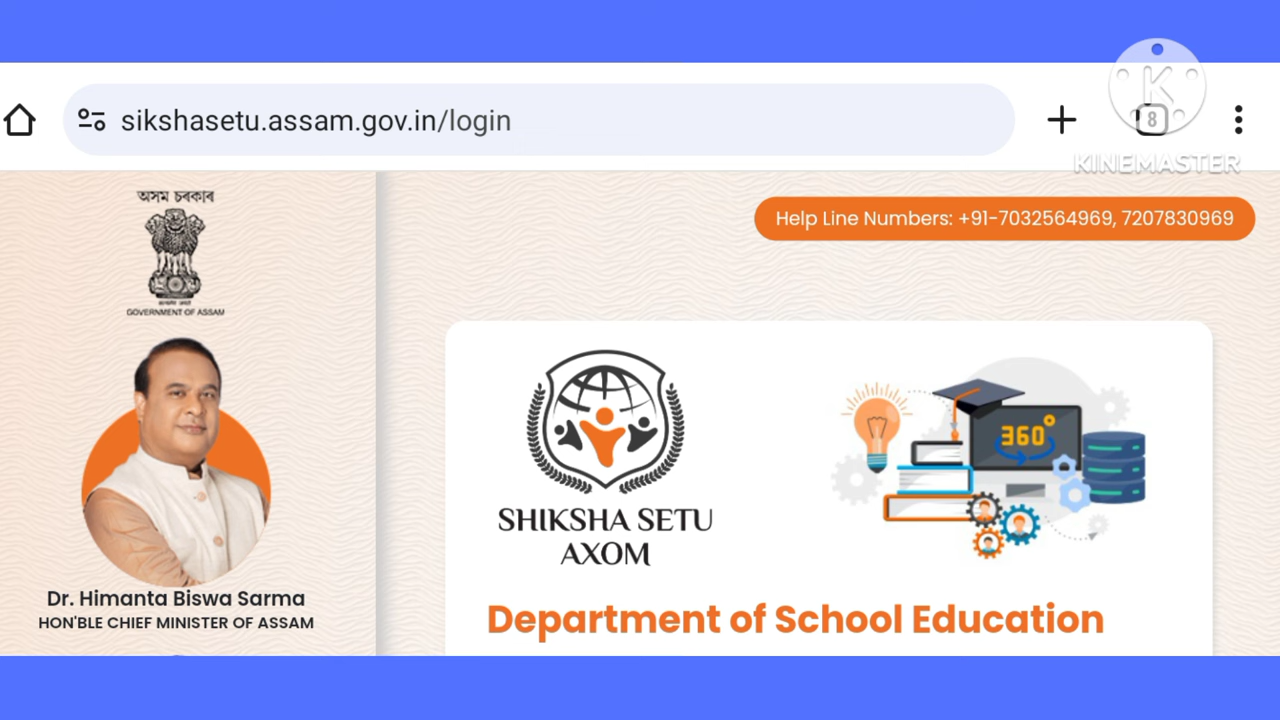 sikshasetu.assam.gov.in/login
8
K
KINEMASTER
অসম চৰকাৰ
GOVERNMENT OF ASSAM
Help Line Numbers: +91-7032564969, 7207830969
360°
SHIKSHA SETU
AXOM
Dr. Himanta Biswa Sarma
HON'BLE CHIEF MINISTER OF ASSAM
Department of School Education